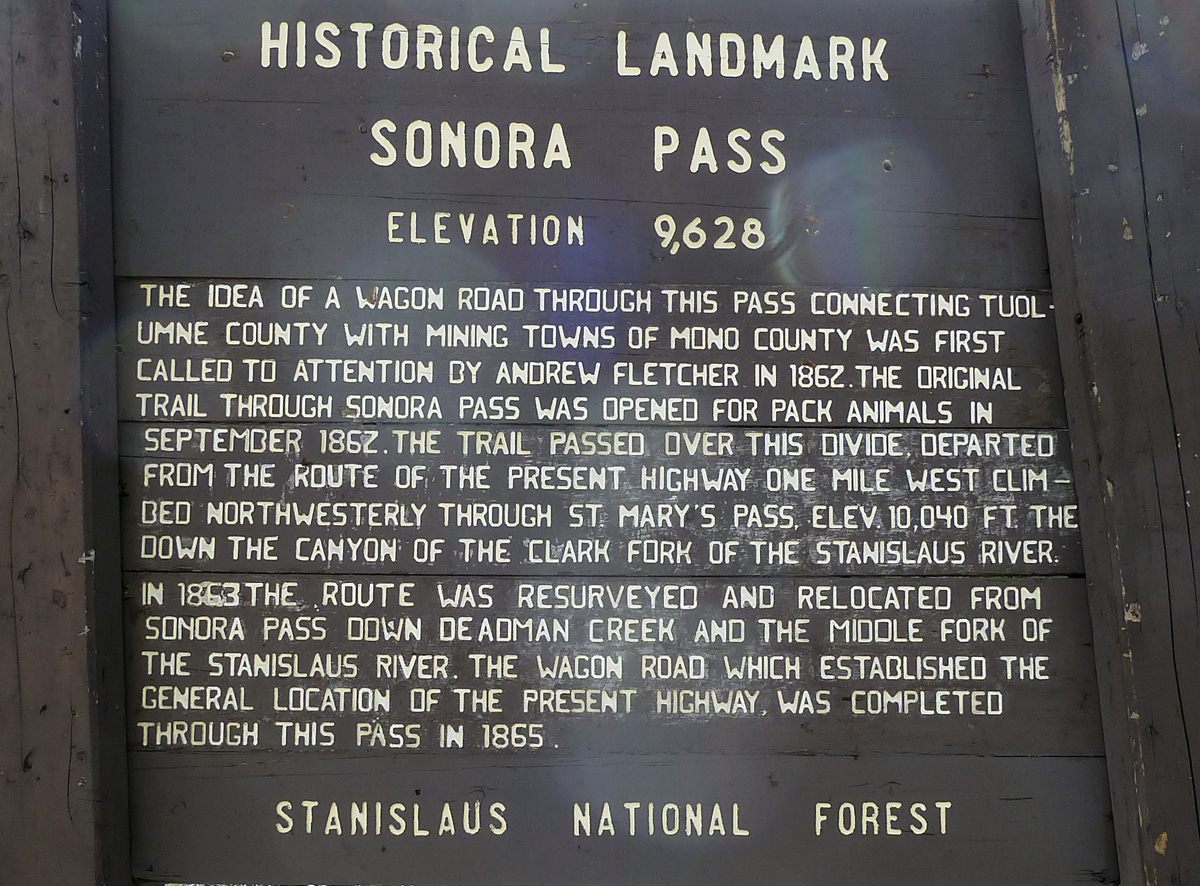 HISTORICAL LANDMARK
SONORA PASS
ELEVATION 9,628
THE IDEA OF A WAGON ROAD THROUGH THIS PASS CONNECTING TUOL-
UMNE COUNTY WITH MINING TOWNS OF MONO COUNTY WAS FIRST
CALLED TO ATTENTION BY ANDREW FLETCHER IN 1862. THE ORIGINAL
TRAIL THROUGH SONORA PASS WAS OPENED FOR PACK ANIMALS IN
SEPTEMBER 1862. THE TRAIL PASSED OVER THIS DIVIDE, DEPARTED
FROM THE ROUTE OF THE PRESENT HIGHWAY ONE MILE WEST CLIM-
BED NORTHWESTERLY THROUGH ST. MARY'S PASS, ELEV. 10,040 FT. THE
DOWN THE CANYON OF THE CLARK FORK OF THE STANISLAUS RIVER.
IN 1863 THE ROUTE WAS RESURVEYED AND RELOCATED FROM
SONORA PASS DOWN DEADMAN CREEK AND THE MIDDLE FORK OF
THE STANISLAUS RIVER. THE WAGON ROAD WHICH ESTABLISHED THE
GENERAL LOCATION OF THE PRESENT HIGHWAY, WAS COMPLETED
THROUGH THIS PASS IN 1865.
STANISLAUS NATIONAL FOREST